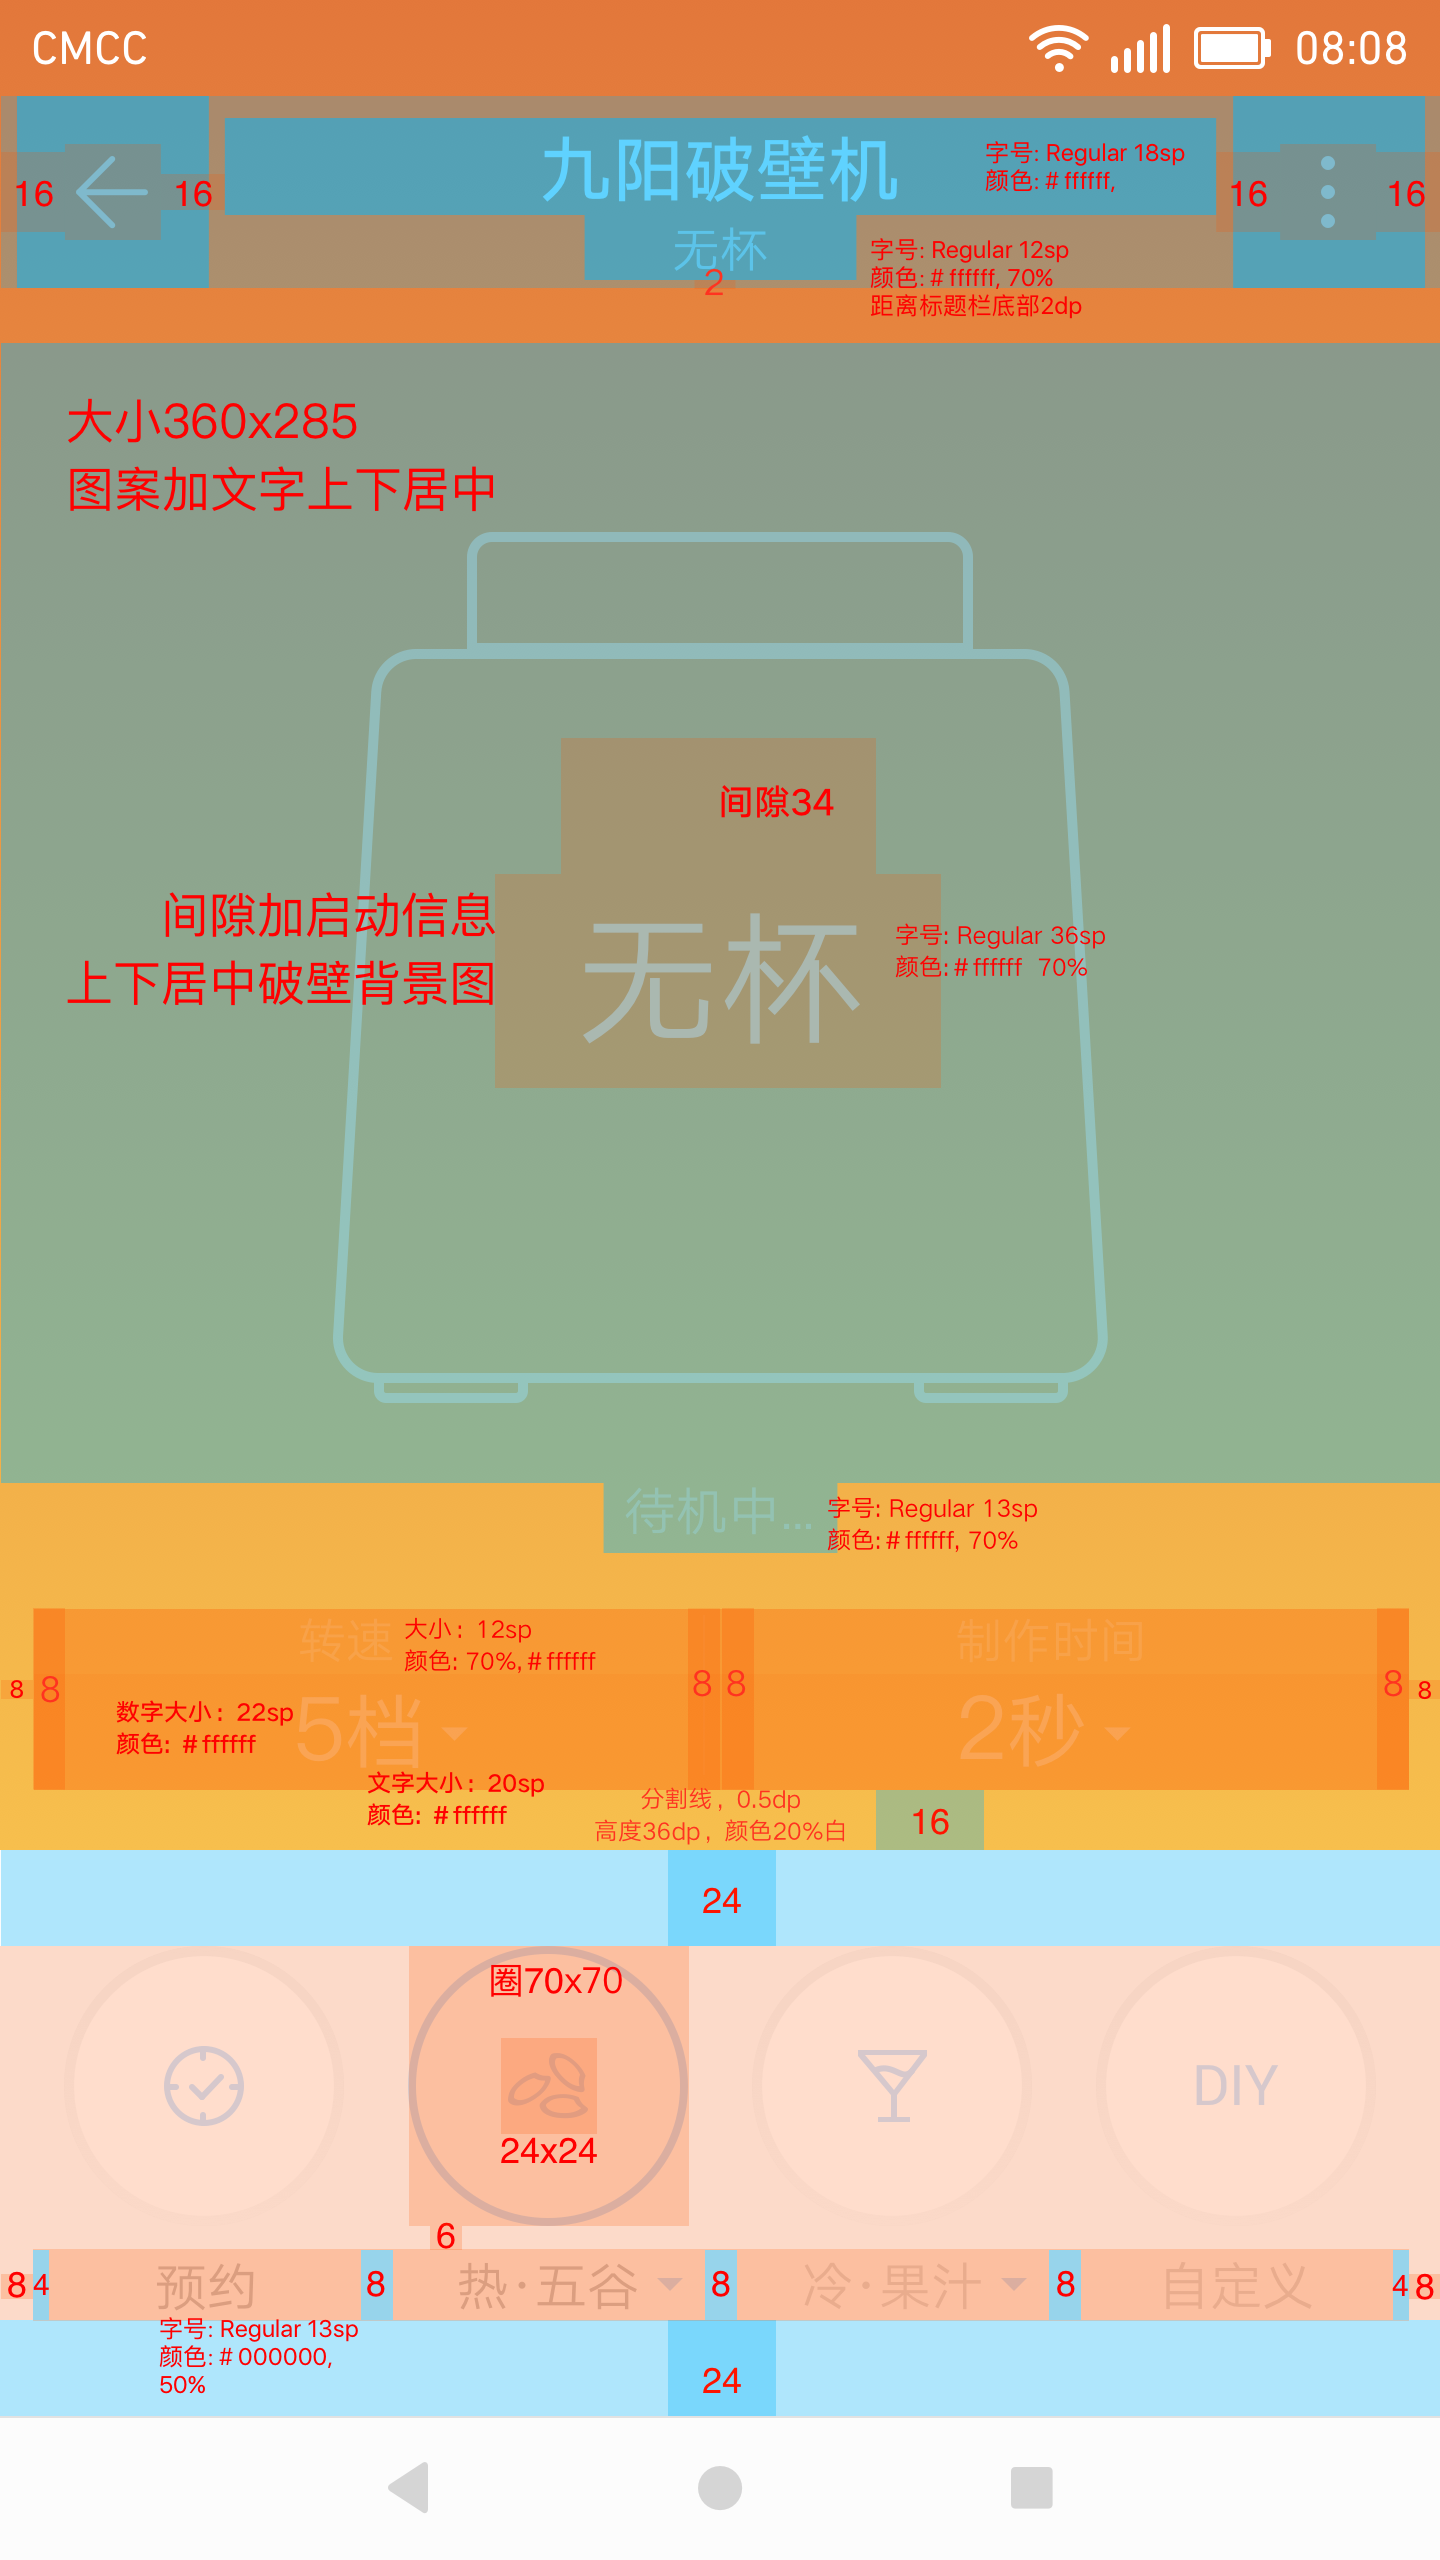 CMCC 08:08
九阳破壁机
字号: Regular 18sp
颜色: # ffffff,
16 16 16 16
无杯
2
字号: Regular 12sp
颜色: # ffffff, 70%
距离标题栏底部2dp
大小360x285
图案加文字上下居中
间隙34
间隙加启动信息
上下居中破壁背景图
无杯
字号: Regular 36sp
颜色: # ffffff 70%
待机中...
字号: Regular 13sp
颜色: # ffffff, 70%
转速
大小: 12sp
颜色: 70%, # ffffff
制作时间
8 8 8 8 8 8
数字大小: 22sp
颜色: # ffffff
5档
2秒
文字大小: 20sp
颜色: # ffffff
分割线, 0.5dp
高度36dp, 颜色20%白
16
24
圈70x70
DIY
24x24
6
8 4 预约 8 热·五谷 8 冷·果汁 8 自定义 4 8
字号: Regular 13sp
颜色: # 000000,
50%
24